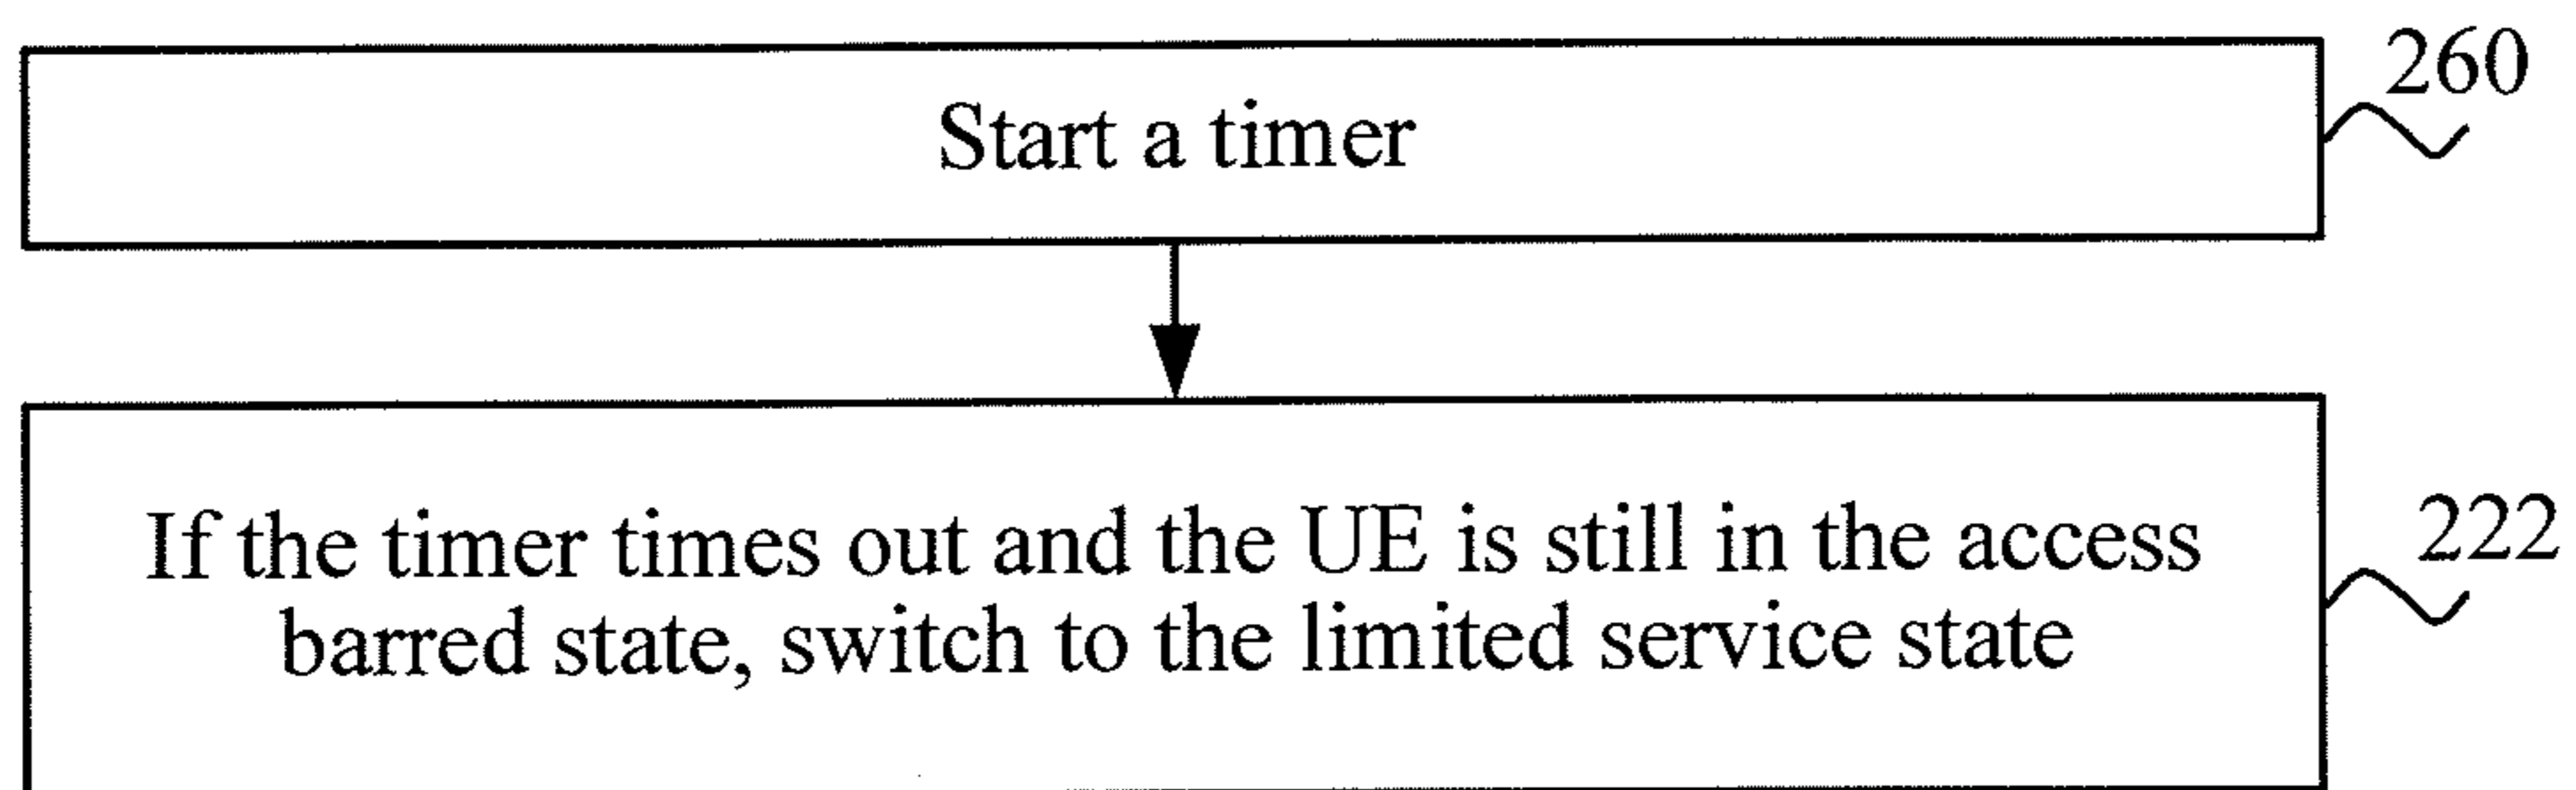 260
Start a timer
222
If the timer times out and the UE is still in the access
barred state, switch to the limited service state